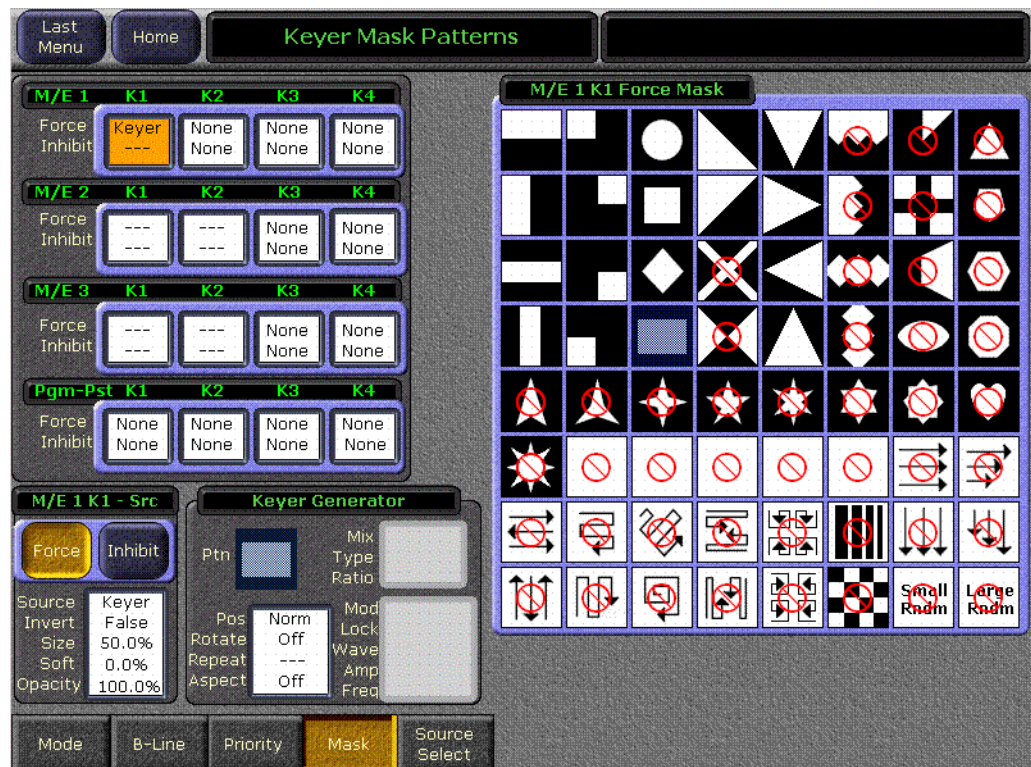 Last
Menu
Home
Keyer Mask Patterns
M/E 1 K1 K2 K3 K4
Force Keyer None None None
Inhibit --- None None None
M/E 2 K1 K2 K3 K4
Force --- --- None None
Inhibit --- --- None None
M/E 3 K1 K2 K3 K4
Force --- --- None None
Inhibit --- --- None None
Pgm-Pst K1 K2 K3 K4
Force None None None None
Inhibit None None None None
M/E 1 K1 - Src
Force Inhibit
Source Keyer
Invert False
Size 50.0%
Soft 0.0%
Opacity 100.0%
Keyer Generator
Ptn
Mix
Type
Ratio
Pos Norm
Rotate Off
Repeat ---
Aspect Off
Mod
Lock
Wave
Amp
Freq
M/E 1 K1 Force Mask
Small
Rndm
Large
Rndm
Mode
B-Line
Priority
Mask
Source
Select